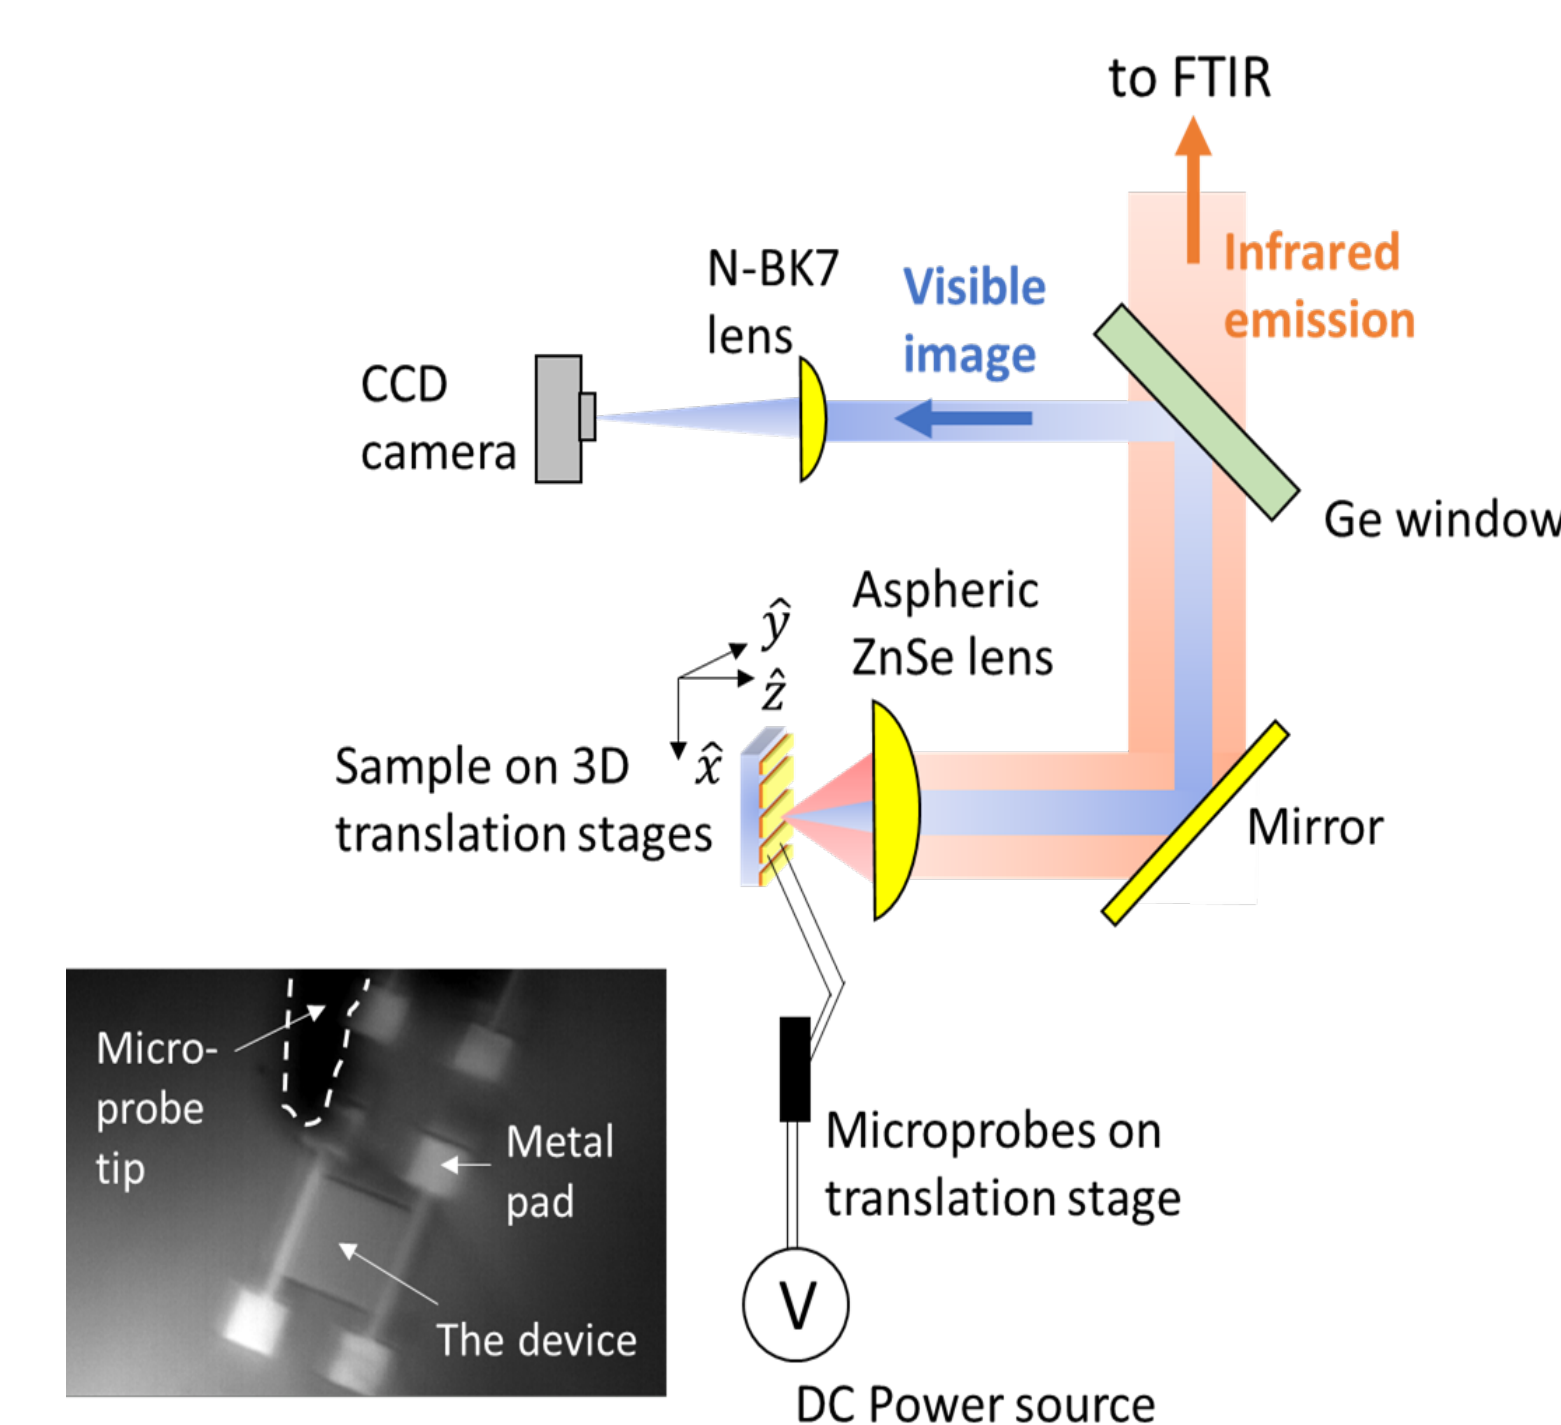 to FTIR
Infrared
emission
N-BK7
lens
Visible
image
CCD
camera
Ge window
Aspheric
ZnSe lens
ŷ
ẑ
x̂
Sample on 3D
translation stages
Mirror
Micro-
probe
tip
Metal
pad
The device
Microprobes on
translation stage
V
DC Power source